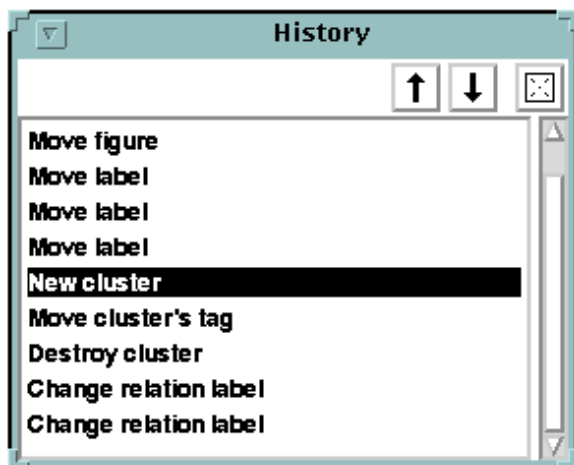 History
Move figure
Move label
Move label
Move label
New cluster
Move cluster's tag
Destroy cluster
Change relation label
Change relation label